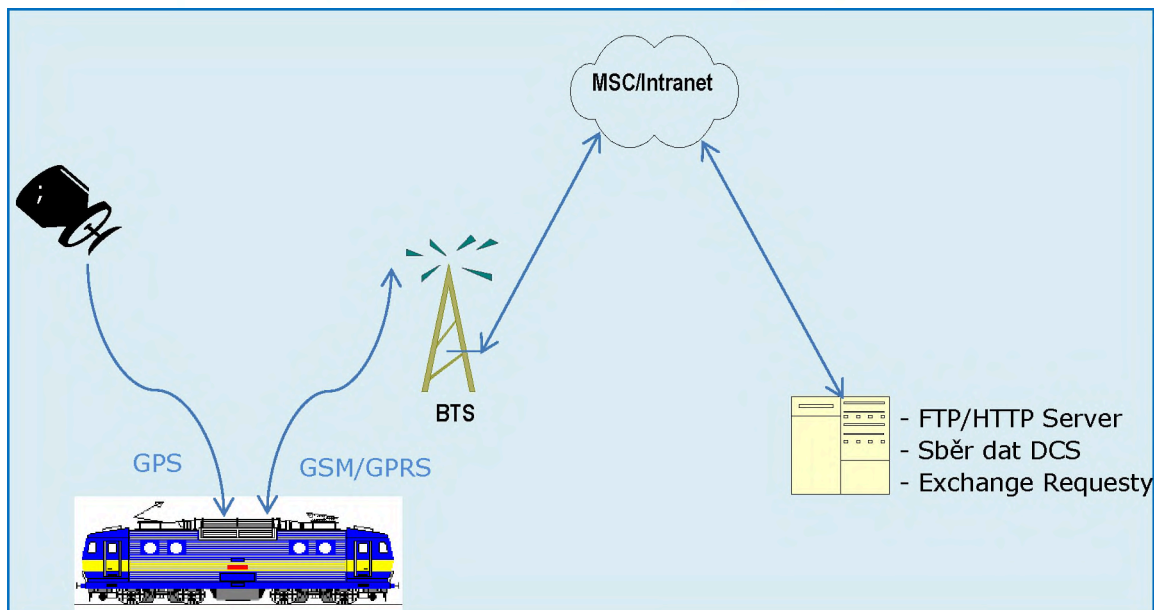 MSC/Intranet
BTS
GPS
GSM/GPRS
- FTP/HTTP Server
- Sběr dat DCS
- Exchange Requesty